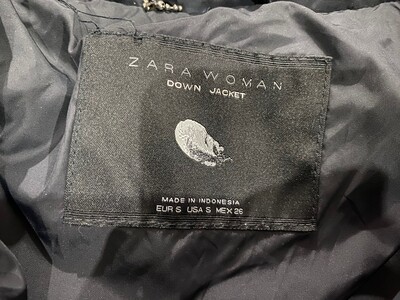 ZARA WOMAN
DOWN JACKET
MADE IN INDONESIA
EUR S USA S MEX 26